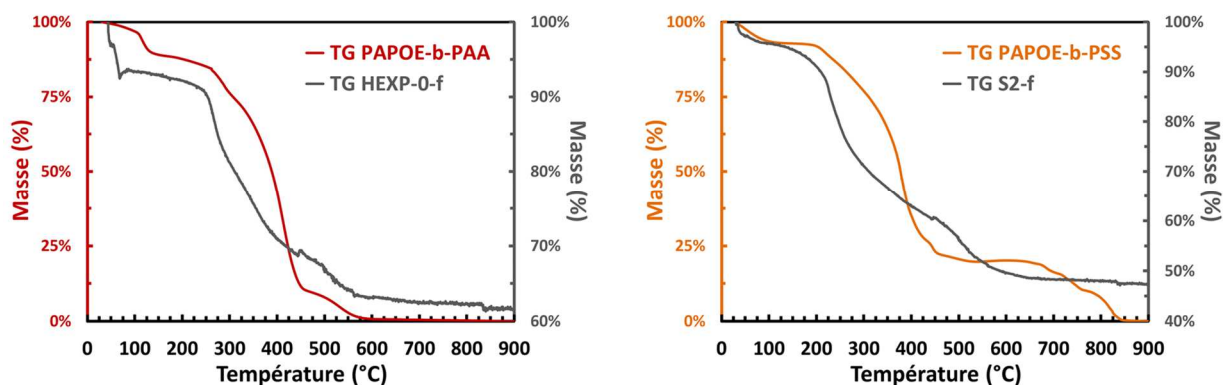 100%
75%
50%
25%
0%
Masse (%)
TG PAPOE-b-PAA
TG HEXP-0-f
100%
90%
80%
70%
60%
Masse (%)
0 100 200 300 400 500 600 700 800 900
Température (°C)
100%
75%
50%
25%
0%
Masse (%)
TG PAPOE-b-PSS
TG S2-f
100%
90%
80%
70%
60%
50%
40%
Masse (%)
0 100 200 300 400 500 600 700 800 900
Température (°C)